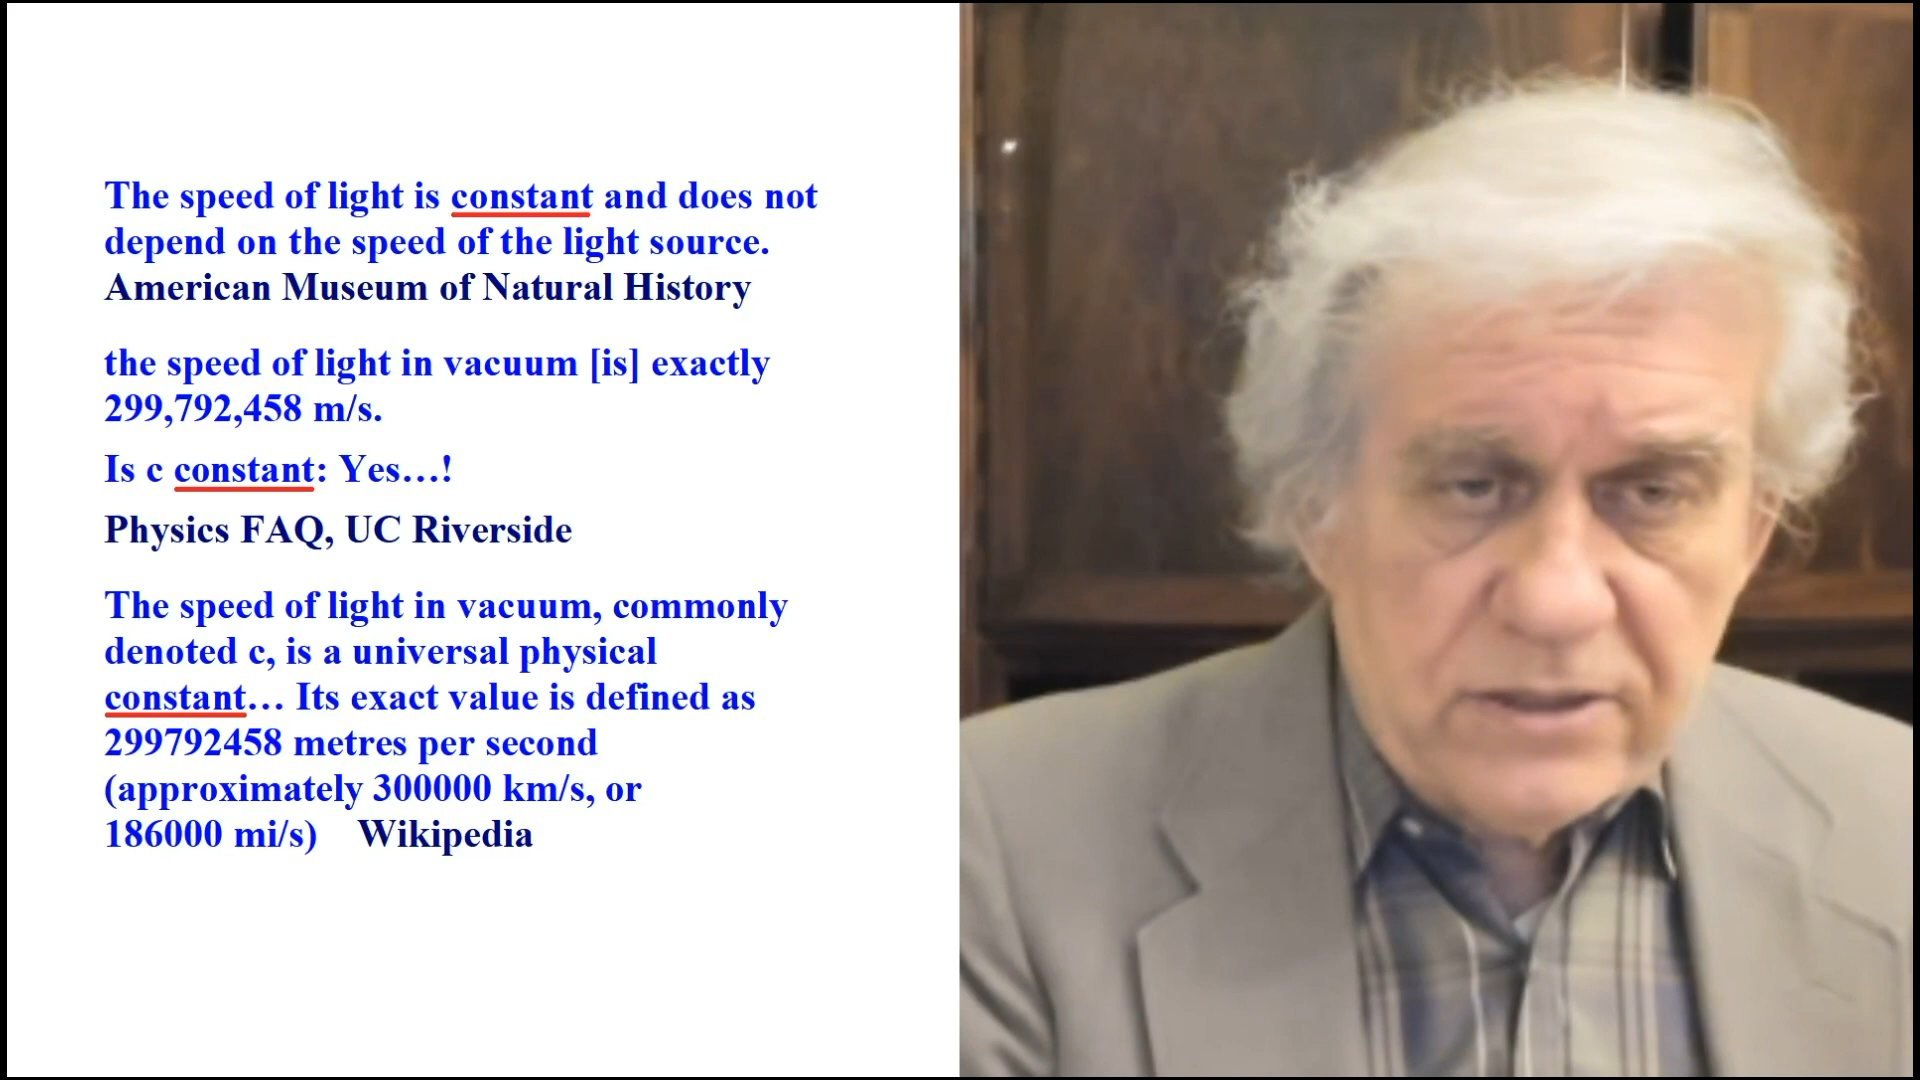 The speed of light is constant and does not
depend on the speed of the light source.
American Museum of Natural History
the speed of light in vacuum [is] exactly
299,792,458 m/s.
Is c constant: Yes…!
Physics FAQ, UC Riverside
The speed of light in vacuum, commonly
denoted c, is a universal physical
constant… Its exact value is defined as
299792458 metres per second
(approximately 300000 km/s, or
186000 mi/s) Wikipedia